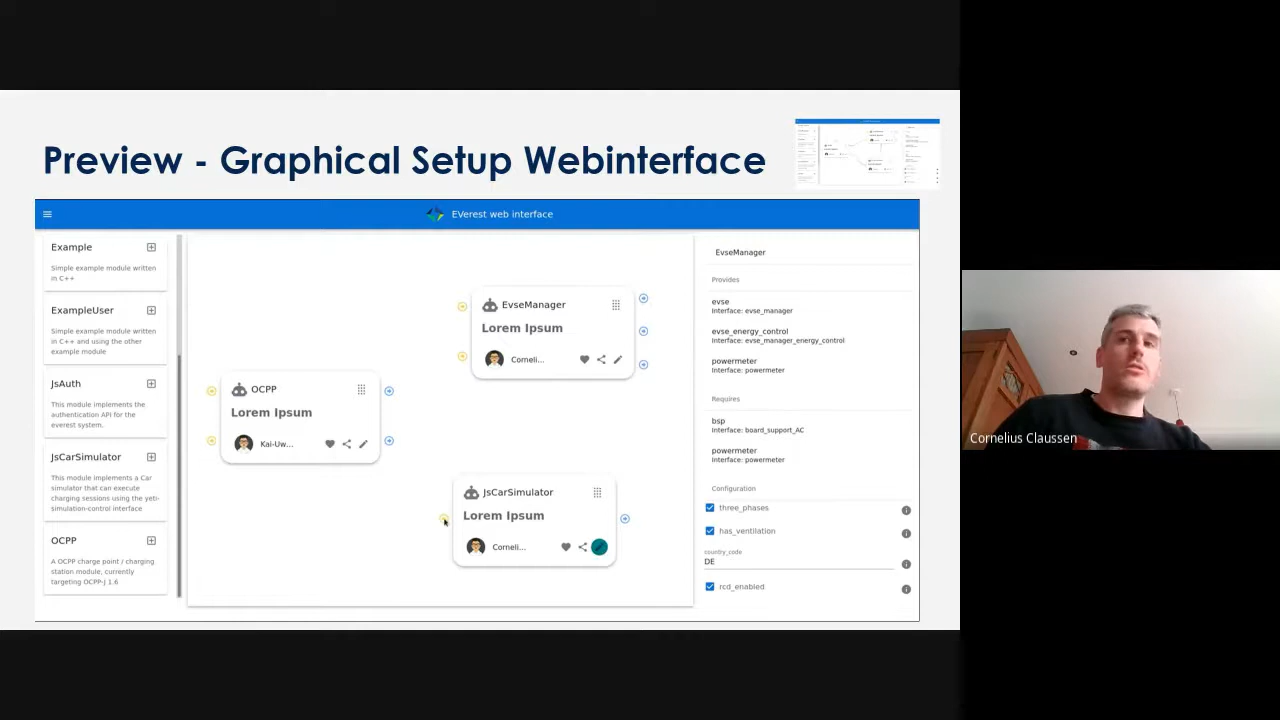 Preview - Graphical Setup Webinterface
EVerest web interface
Example
Simple example module written
in C++
ExampleUser
Simple example module written
in C++ and using the other
example module
JsAuth
This module implements the
authentication API for the
everest system.
JsCarSimulator
This module implements a Car
simulator that can execute
charging sessions using the yeti-
simulation-control interface
OCPP
A OCPP charge point / charging
station module, currently
targeting OCPP-J 1.6
OCPP
Lorem Ipsum
Kai-Uw...
EvseManager
Lorem Ipsum
Corneli...
JsCarSimulator
Lorem Ipsum
Corneli...
EvseManager
Provides
evse
Interface: evse_manager
evse_energy_control
Interface: evse_manager_energy_control
powermeter
Interface: powermeter
Requires
bsp
Interface: board_support_AC
powermeter
Interface: powermeter
Configuration
three_phases
has_ventilation
country_code
DE
rcd_enabled
Cornelius Claussen